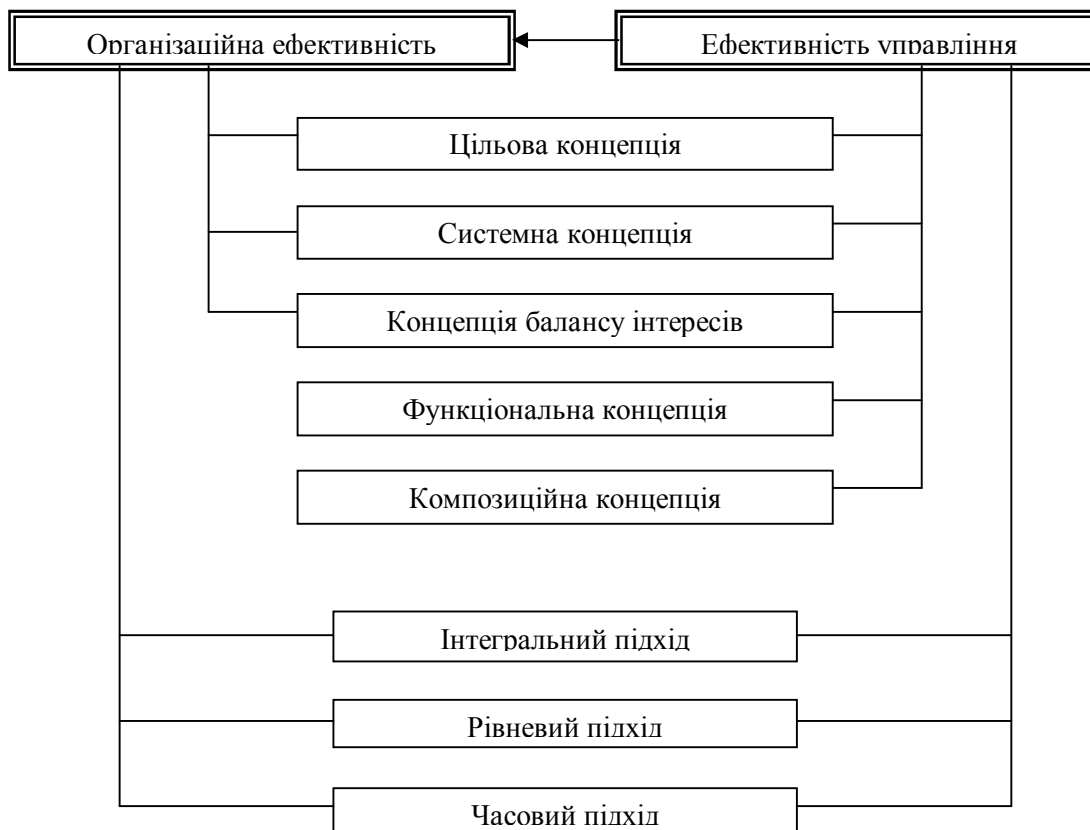 Організаційна ефективність
Ефективність управління
Цільова концепція
Системна концепція
Концепція балансу інтересів
Функціональна концепція
Композиційна концепція
Інтегральний підхід
Рівневий підхід
Часовий підхід